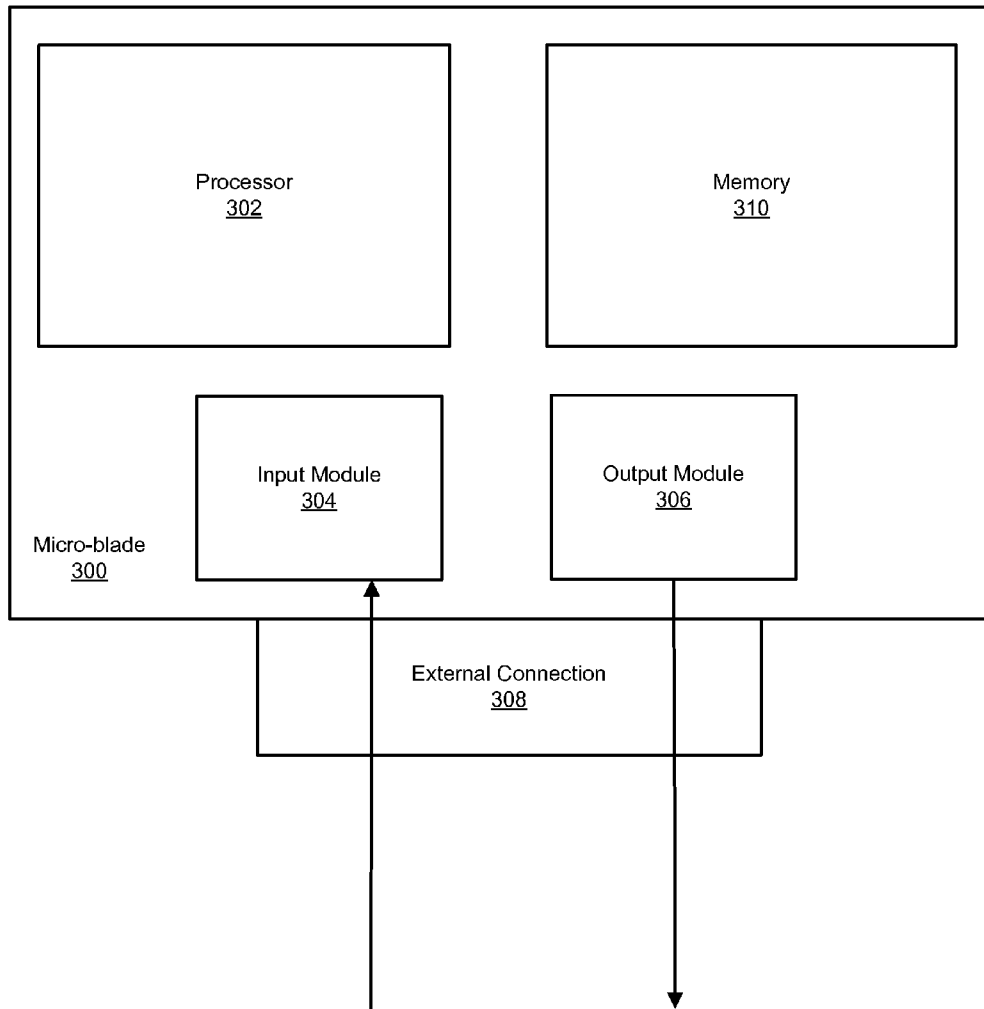 Processor
302
Memory
310
Input Module
304
Output Module
306
Micro-blade
300
External Connection
308